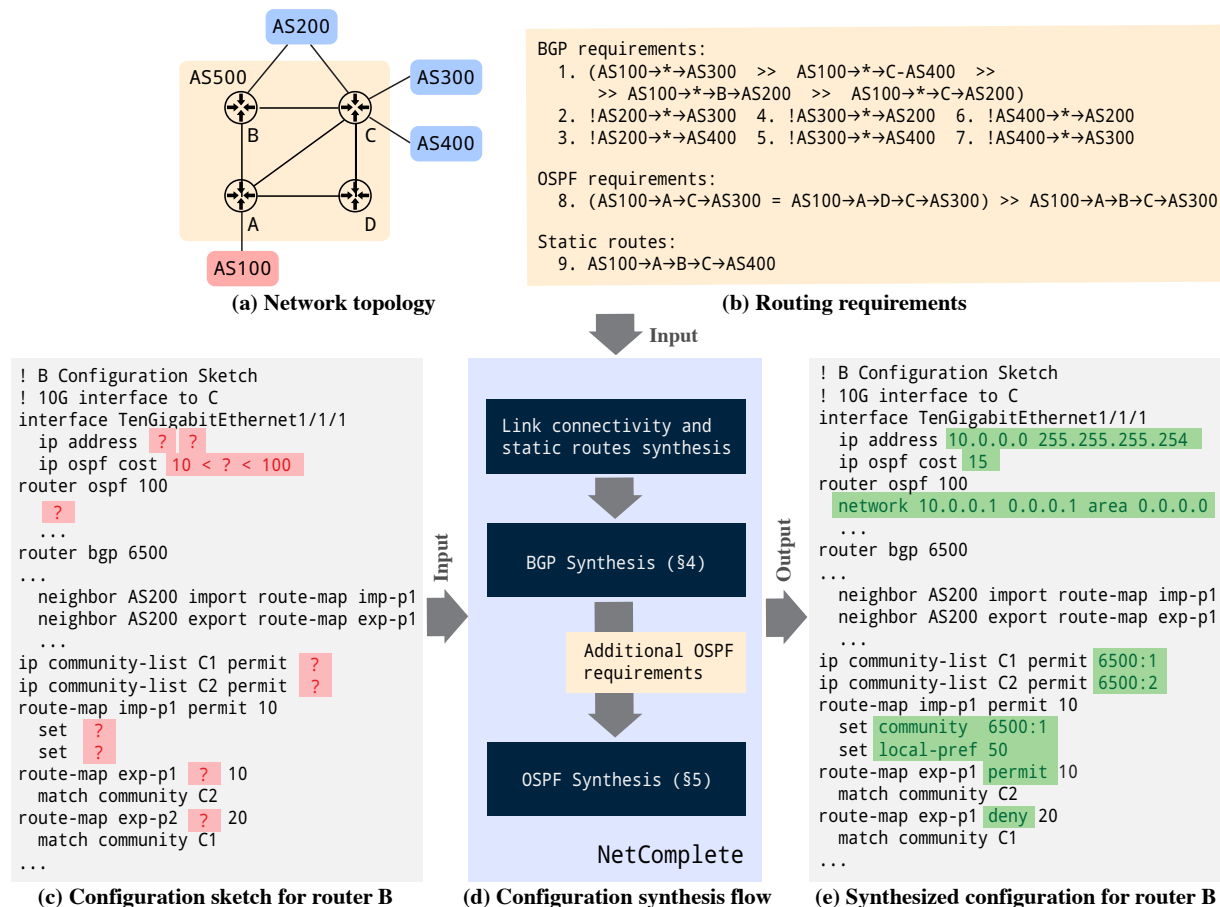 AS200
AS500
AS300
AS400
B
C
A
D
AS100
(a) Network topology
BGP requirements:
1. (AS100→*→AS300 >> AS100→*→C-AS400 >>
>> AS100→*→B→AS200 >> AS100→*→C→AS200)
2. !AS200→*→AS300 4. !AS300→*→AS200 6. !AS400→*→AS200
3. !AS200→*→AS400 5. !AS300→*→AS400 7. !AS400→*→AS300
OSPF requirements:
8. (AS100→A→C→AS300 = AS100→A→D→C→AS300) >> AS100→A→B→C→AS300
Static routes:
9. AS100→A→B→C→AS400
(b) Routing requirements
Input
! B Configuration Sketch
! 10G interface to C
interface TenGigabitEthernet1/1/1
ip address ? ?
ip ospf cost 10 < ? < 100
router ospf 100
?
...
router bgp 6500
...
neighbor AS200 import route-map imp-p1
neighbor AS200 export route-map exp-p1
...
ip community-list C1 permit ?
ip community-list C2 permit ?
route-map imp-p1 permit 10
set ?
set ?
route-map exp-p1 ? 10
match community C2
route-map exp-p2 ? 20
match community C1
...
(c) Configuration sketch for router B
Input
Link connectivity and
static routes synthesis
BGP Synthesis (§4)
Additional OSPF
requirements
OSPF Synthesis (§5)
NetComplete
(d) Configuration synthesis flow
Output
! B Configuration Sketch
! 10G interface to C
interface TenGigabitEthernet1/1/1
ip address 10.0.0.0 255.255.255.254
ip ospf cost 15
router ospf 100
network 10.0.0.1 0.0.0.1 area 0.0.0.0
...
router bgp 6500
...
neighbor AS200 import route-map imp-p1
neighbor AS200 export route-map exp-p1
...
ip community-list C1 permit 6500:1
ip community-list C2 permit 6500:2
route-map imp-p1 permit 10
set community 6500:1
set local-pref 50
route-map exp-p1 permit 10
match community C2
route-map exp-p1 deny 20
match community C1
...
(e) Synthesized configuration for router B